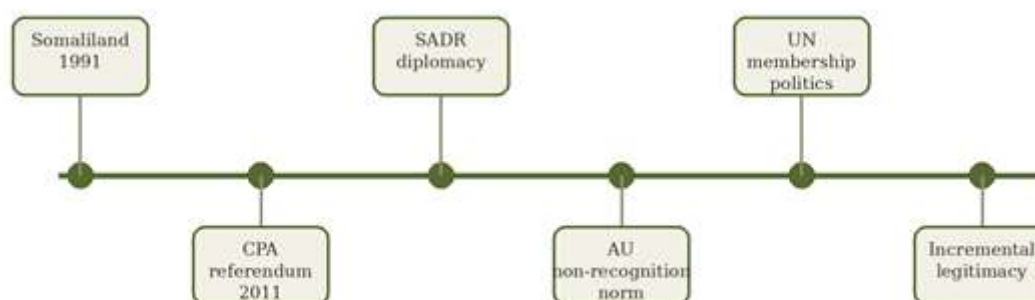 Somaliland
1991
CPA
referendum
2011
SADR
diplomacy
AU
non-recognition
norm
UN
membership
politics
Incremental
legitimacy